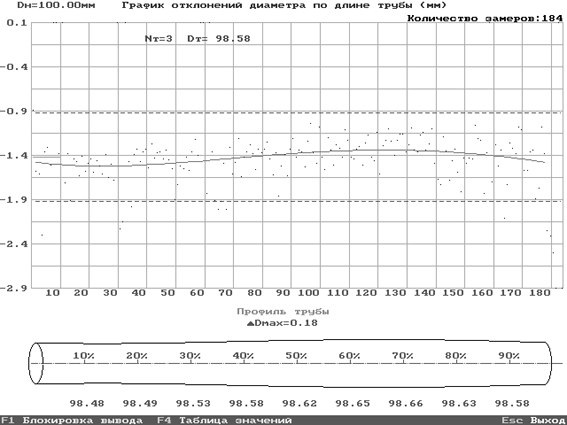 Dн=100.00мм График отклонений диаметра по длине трубы (мм)
Количество замеров:184
0.1
Nт=3 Dт= 98.58
-0.4
-0.9
-1.4
-1.9
-2.4
-2.9
10 20 30 40 50 60 70 80 90 100 110 120 130 140 150 160 170 180
Профиль трубы
▲Dмax=0.18
10% 20% 30% 40% 50% 60% 70% 80% 90%
98.48 98.49 98.53 98.58 98.62 98.65 98.66 98.63 98.58
F1 Блокировка вывода F4 Таблица значений Esc Выход